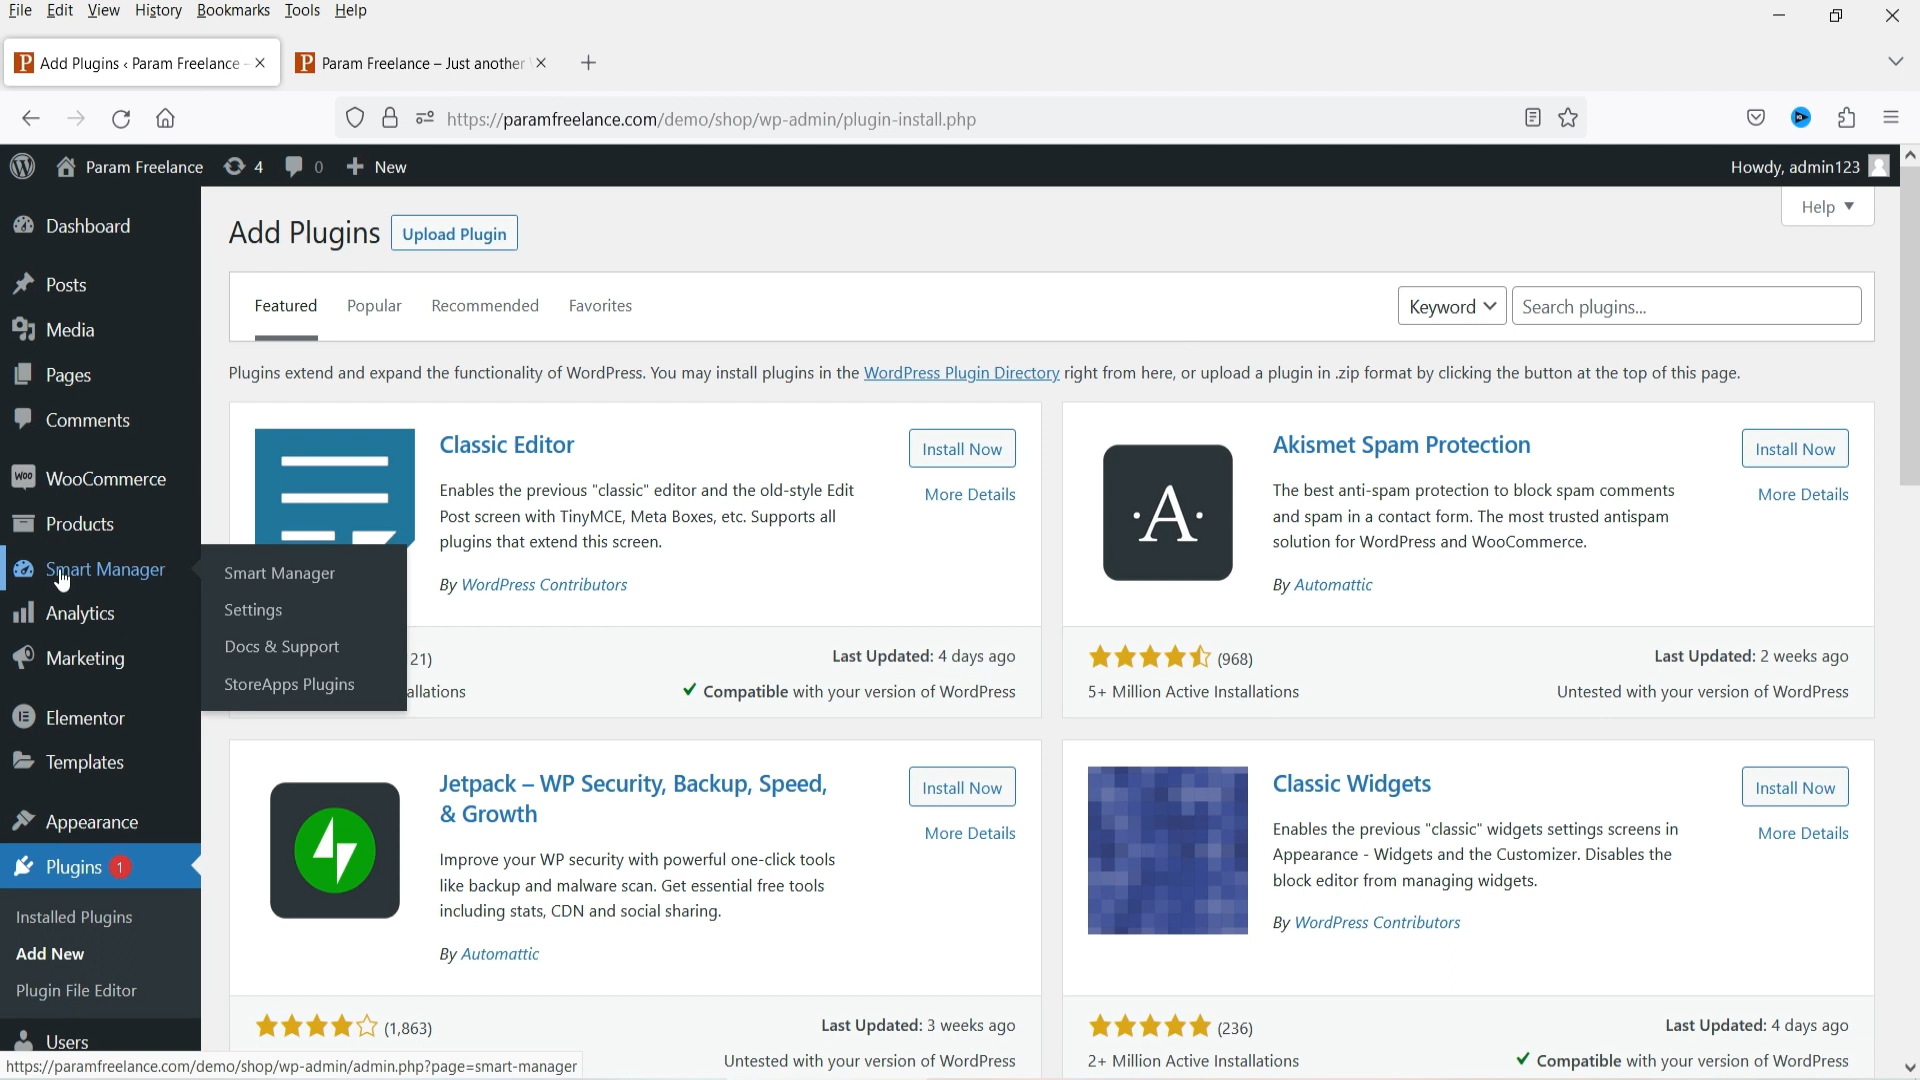 File Edit View History Bookmarks Tools Help
Add Plugins ‹ Param Freelance –
Param Freelance – Just another
https://paramfreelance.com/demo/shop/wp-admin/plugin-install.php
Param Freelance 4 0 New
Howdy, admin123
Dashboard
Posts
Media
Pages
Comments
WooCommerce
Products
Smart Manager
Analytics
Marketing
Elementor
Templates
Appearance
Plugins 1
Installed Plugins
Add New
Plugin File Editor
Users
Smart Manager
Settings
Docs & Support
StoreApps Plugins
Help
Add Plugins Upload Plugin
Featured Popular Recommended Favorites
Keyword Search plugins...
Plugins extend and expand the functionality of WordPress. You may install plugins in the WordPress Plugin Directory right from here, or upload a plugin in .zip format by clicking the button at the top of this page.
Classic Editor
Install Now
More Details
Enables the previous "classic" editor and the old-style Edit
Post screen with TinyMCE, Meta Boxes, etc. Supports all
plugins that extend this screen.
By WordPress Contributors
21)
Last Updated: 4 days ago
allations
Compatible with your version of WordPress
·A·
Akismet Spam Protection
Install Now
More Details
The best anti-spam protection to block spam comments
and spam in a contact form. The most trusted antispam
solution for WordPress and WooCommerce.
By Automattic
(968)
Last Updated: 2 weeks ago
5+ Million Active Installations
Untested with your version of WordPress
Jetpack – WP Security, Backup, Speed,
& Growth
Install Now
More Details
Improve your WP security with powerful one-click tools
like backup and malware scan. Get essential free tools
including stats, CDN and social sharing.
By Automattic
(1,863)
Last Updated: 3 weeks ago
Untested with your version of WordPress
Classic Widgets
Install Now
More Details
Enables the previous "classic" widgets settings screens in
Appearance - Widgets and the Customizer. Disables the
block editor from managing widgets.
By WordPress Contributors
(236)
Last Updated: 4 days ago
2+ Million Active Installations
Compatible with your version of WordPress
https://paramfreelance.com/demo/shop/wp-admin/admin.php?page=smart-manager